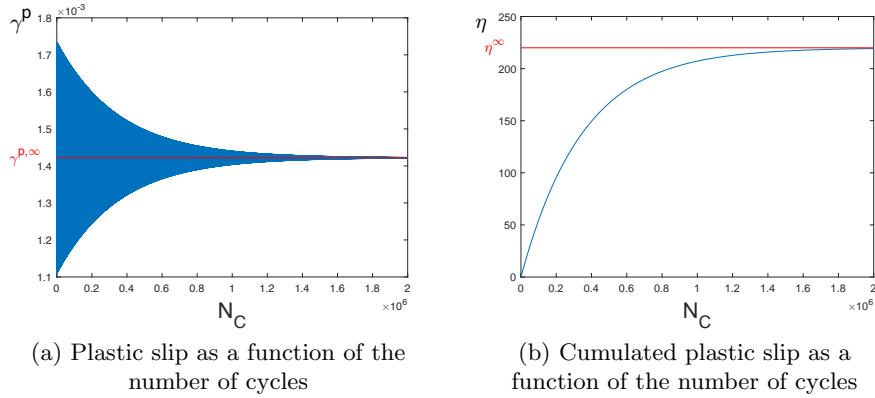 γ^p
×10^-3
1.8
1.7
1.6
1.5
γ^p,∞
1.4
1.3
1.2
1.1
0 0.2 0.4 0.6 0.8 1 1.2 1.4 1.6 1.8 2
N_C
×10^6
(a) Plastic slip as a function of the
number of cycles
η
250
η^∞
200
150
100
50
0
0 0.2 0.4 0.6 0.8 1 1.2 1.4 1.6 1.8 2
N_C
×10^6
(b) Cumulated plastic slip as a
function of the number of cycles